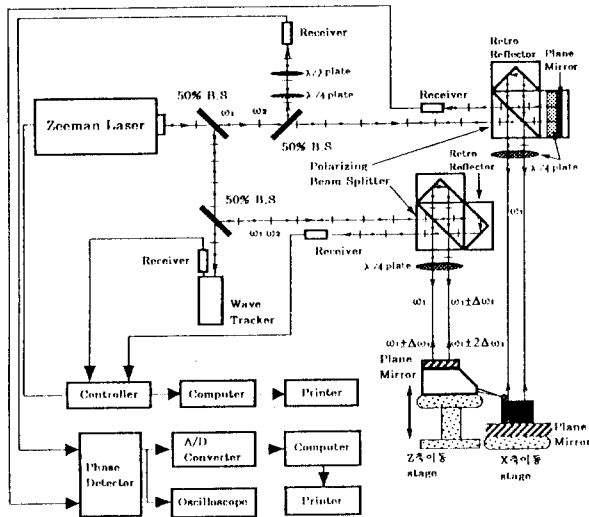 Receiver
λ/2 plate
λ/4 plate
50% B.S
ω₁ ω₂
Zeeman Laser
50% B.S
Retro
Reflector
Plane
Mirror
Receiver
Polarizing
Beam Splitter
Retro
Reflector
λ/4 plate
50% B.S
ω₁ ω₂
Receiver
ω₁
Receiver
Wave
Tracker
λ/4 plate
ω₁
ω₁±Δω₁
ω₁±Δω₁
ω₁±2Δω₁
Plane
Mirror
Controller
Computer
Printer
Z축이동
stage
Plane
Mirror
X축이동
stage
Phase
Detector
A/D
Converter
Computer
Oscilloscope
Printer